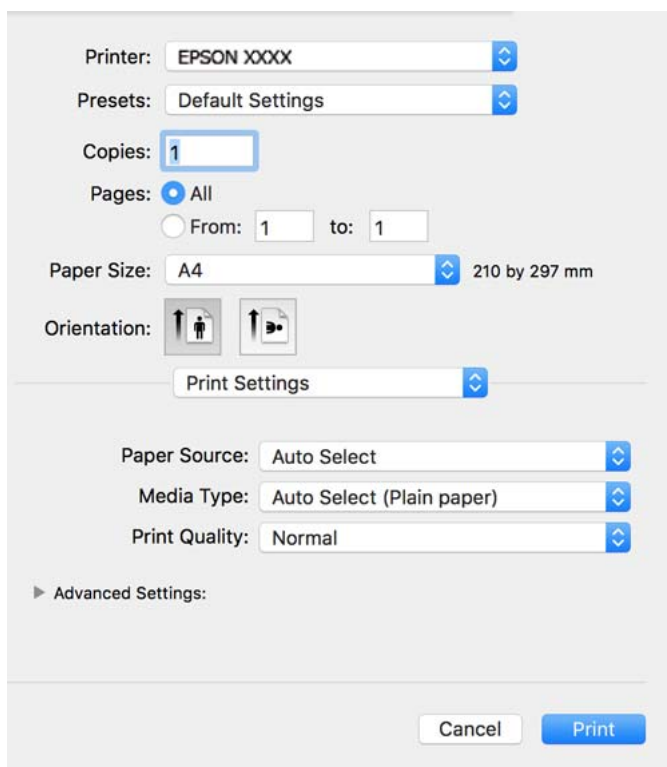 Printer: EPSON XXXX
Presets: Default Settings
Copies: 1
Pages: All
From: 1 to: 1
Paper Size: A4 210 by 297 mm
Orientation:
Print Settings
Paper Source: Auto Select
Media Type: Auto Select (Plain paper)
Print Quality: Normal
Advanced Settings:
Cancel Print